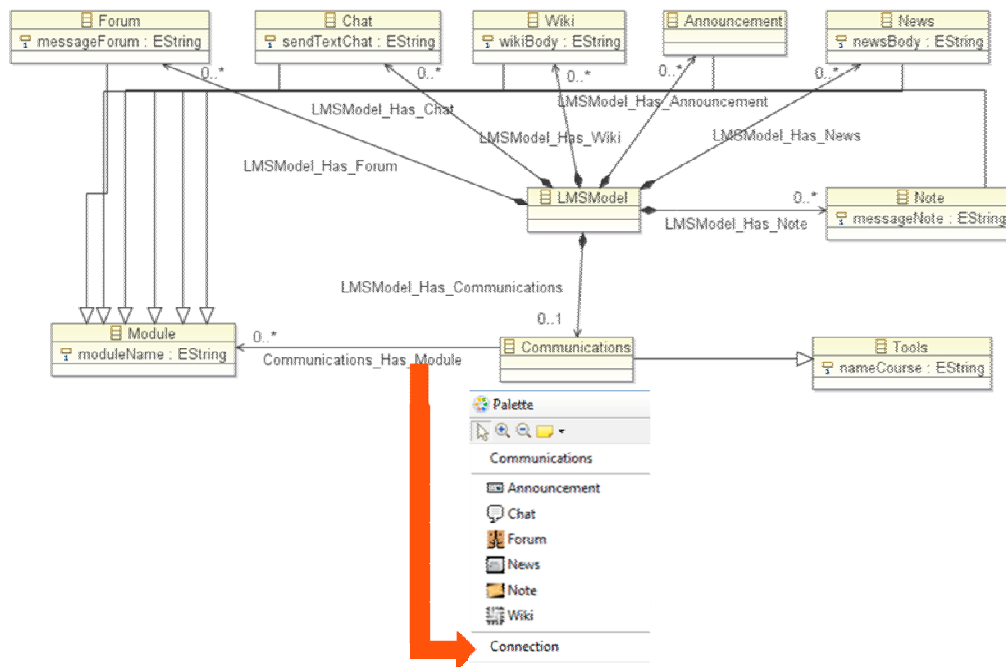 Forum
messageForum : EString
Chat
sendTextChat : EString
Wiki
wikiBody : EString
Announcement
News
newsBody : EString
0..*
0..*
0..*
0..*
0..*
LMSModel_Has_Chat
LMSModel_Has_Announcement
LMSModel_Has_Wiki
LMSModel_Has_News
LMSModel_Has_Forum
LMSModel
0..*
Note
messageNote : EString
LMSModel_Has_Note
LMSModel_Has_Communications
0..1
Module
moduleName : EString
0..*
Communications_Has_Module
Communications
Tools
nameCourse : EString
Palette
Communications
Announcement
Chat
Forum
News
Note
Wiki
Connection